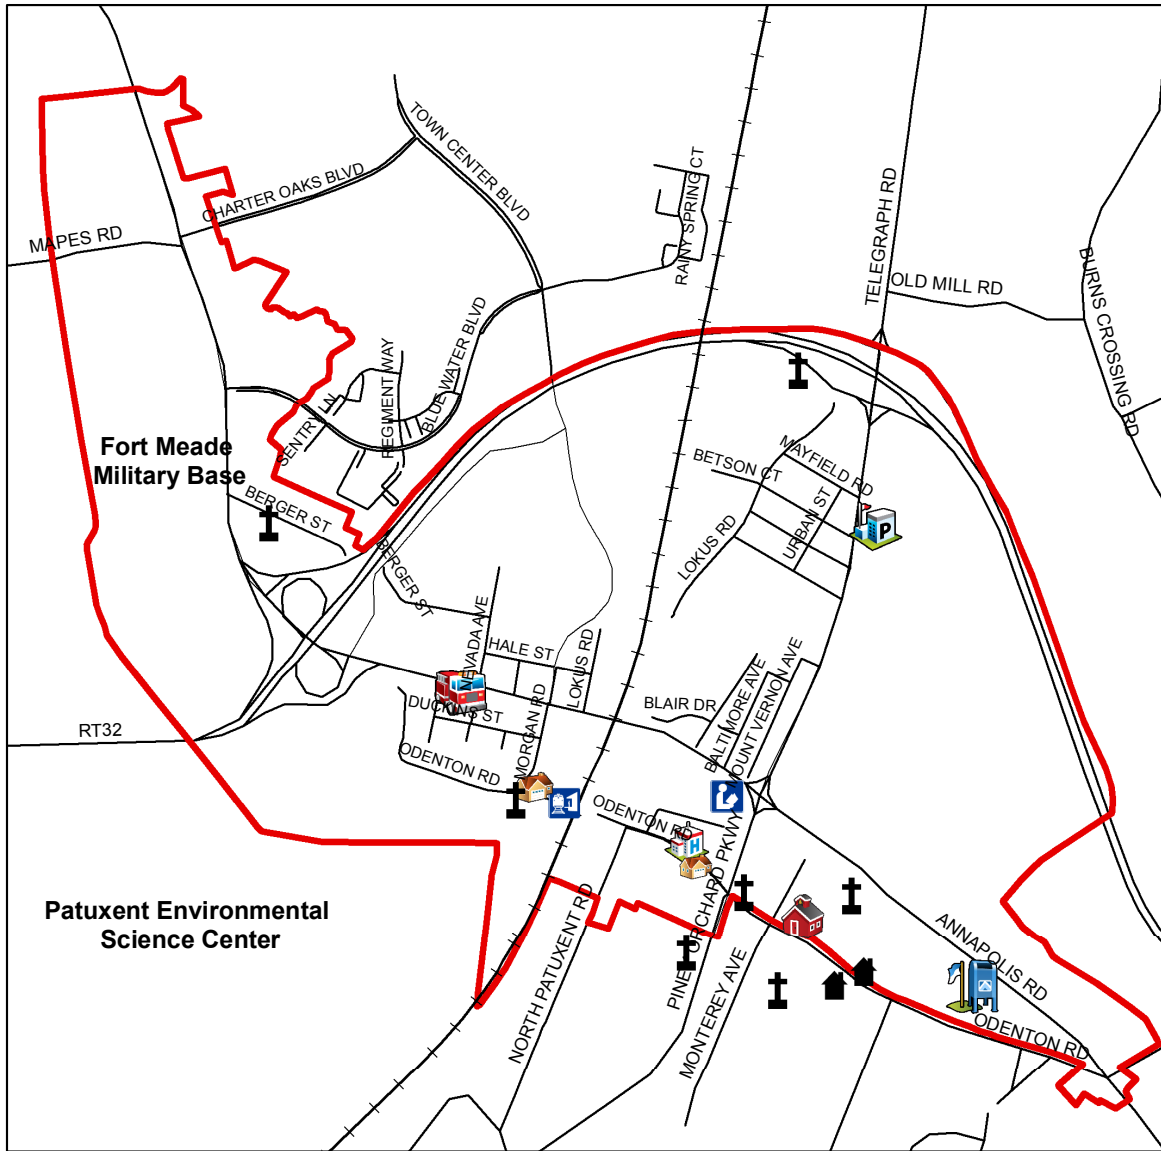 TOWN CENTER BLVD
CHARTER OAKS BLVD
RAINY SPRING CT
TELEGRAPH RD
MAPES RD
OLD MILL RD
BURNS CROSSING RD
BLUE WATER BLVD
REGIMENT WAY
SENTRY LN
Fort Meade
Military Base
BERGER ST
BETSON CT
MAYFIELD RD
URBAN ST
LOKUS RD
P
BERGER ST
NEVADA AVE
HALE ST
LOKUS RD
MORGAN RD
DUCKINS ST
ODENTON RD
BLAIR DR
BALTIMORE AVE
MOUNT VERNON AVE
RT32
ODENTON RD
H
PINEY ORCHARD PKWY
NORTH PATUXENT RD
MONTEREY AVE
Patuxent Environmental
Science Center
ANNAPOLIS RD
ODENTON RD